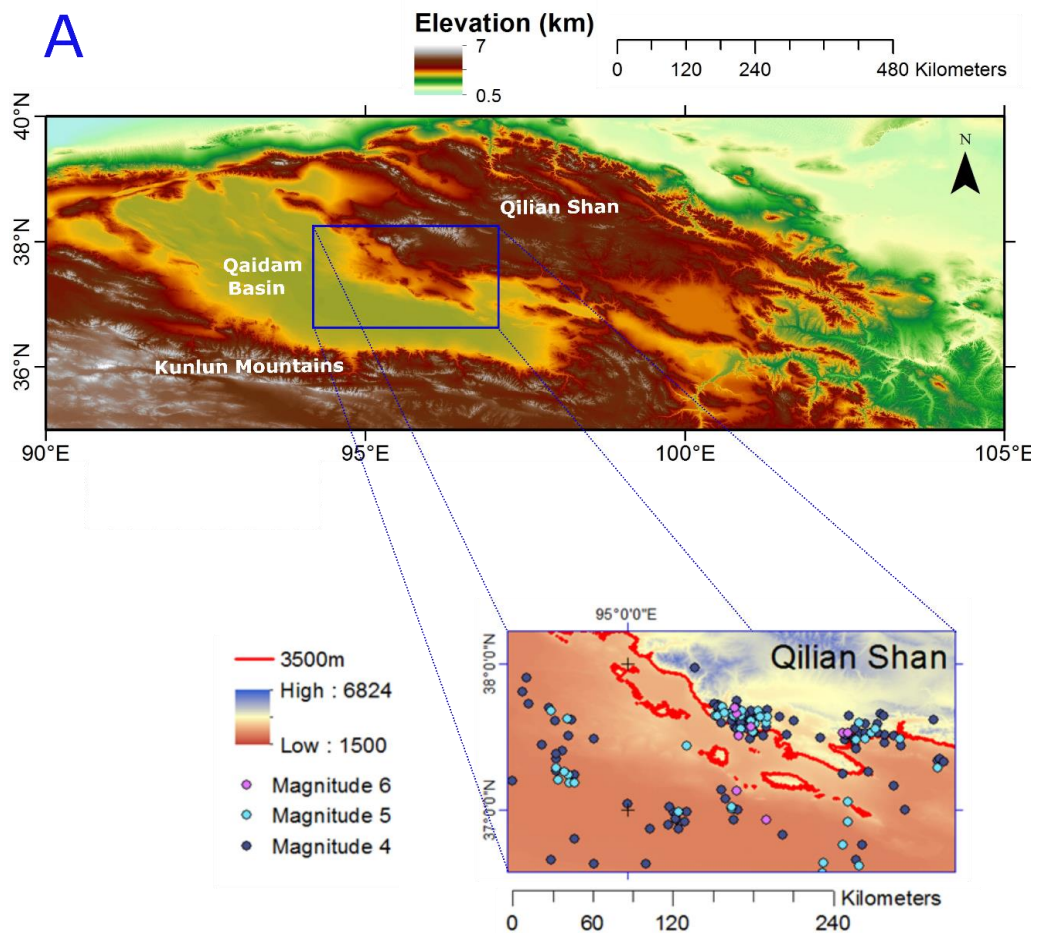 A
Elevation (km)
7
0.5
0 120 240 480 Kilometers
40°N
38°N
36°N
N
Qilian Shan
Qaidam
Basin
Kunlun Mountains
90°E 95°E 100°E 105°E
95°0'0"E
38°0'0"N
37°0'0"N
Qilian Shan
3500m
High : 6824
Low : 1500
Magnitude 6
Magnitude 5
Magnitude 4
Kilometers
0 60 120 240